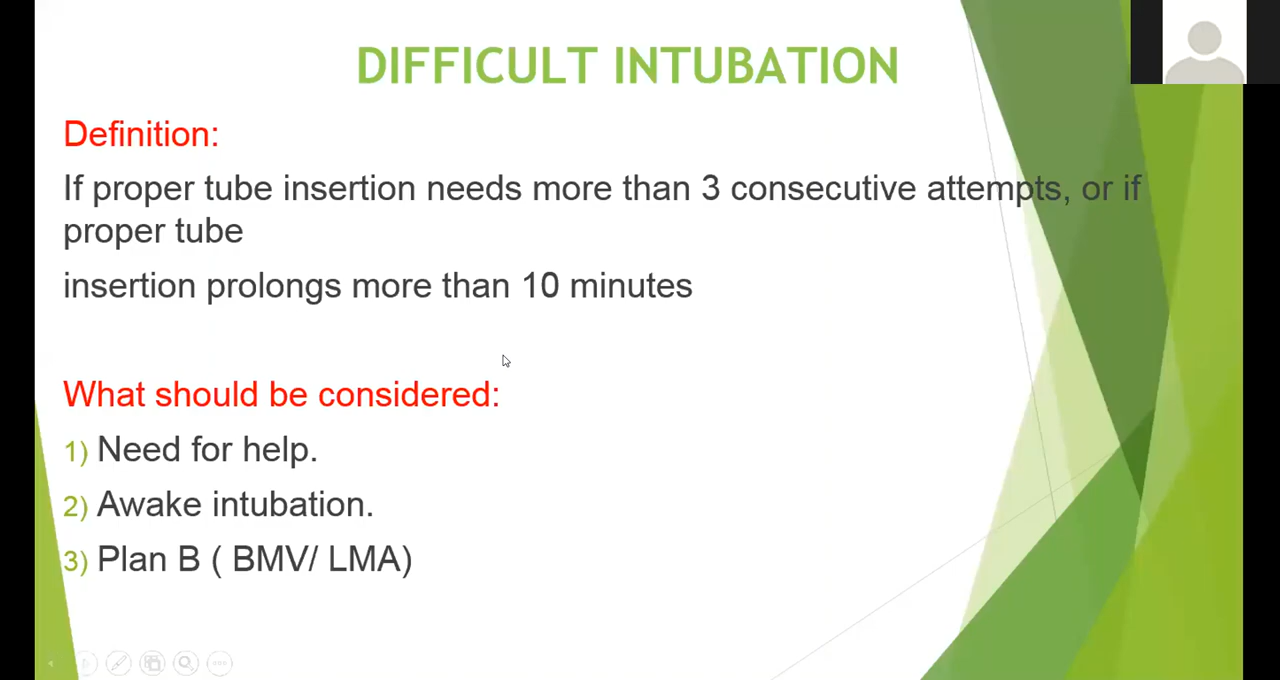 DIFFICULT INTUBATION
Definition:
If proper tube insertion needs more than 3 consecutive attempts, or if
proper tube
insertion prolongs more than 10 minutes
What should be considered:
1) Need for help.
2) Awake intubation.
3) Plan B ( BMV/ LMA)